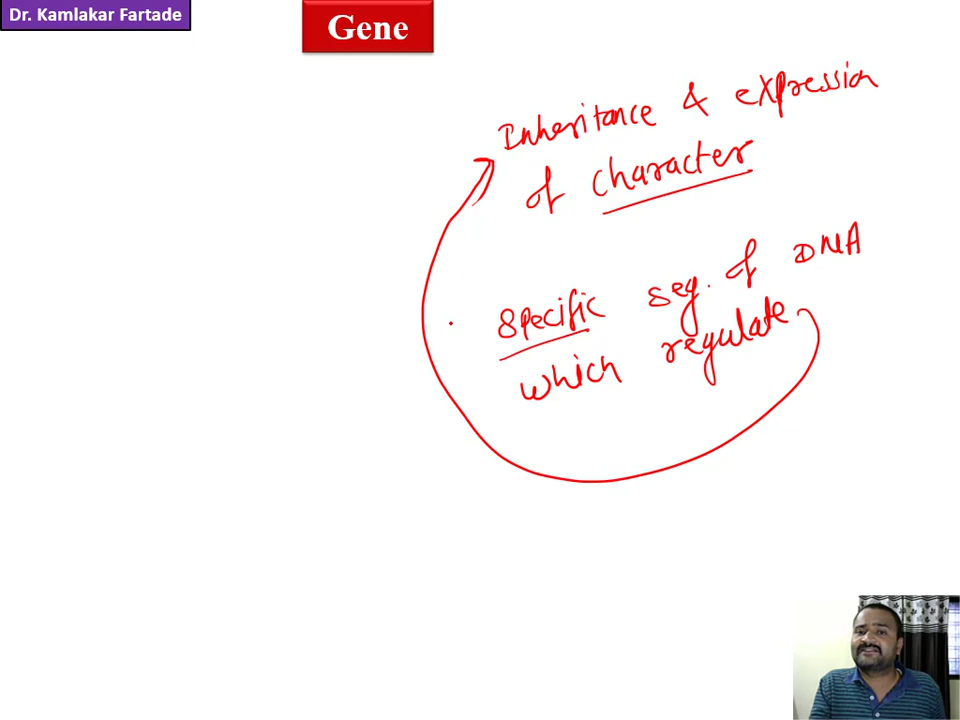 Dr. Kamlakar Fartade
Gene
Inheritance & expression
of character
specific seg. of DNA
which regulate